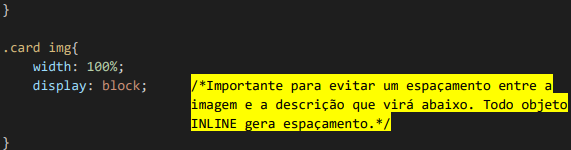 }
.card img{
width: 100%;
display: block; /*Importante para evitar um espaçamento entre a
imagem e a descrição que virá abaixo. Todo objeto
INLINE gera espaçamento.*/
}